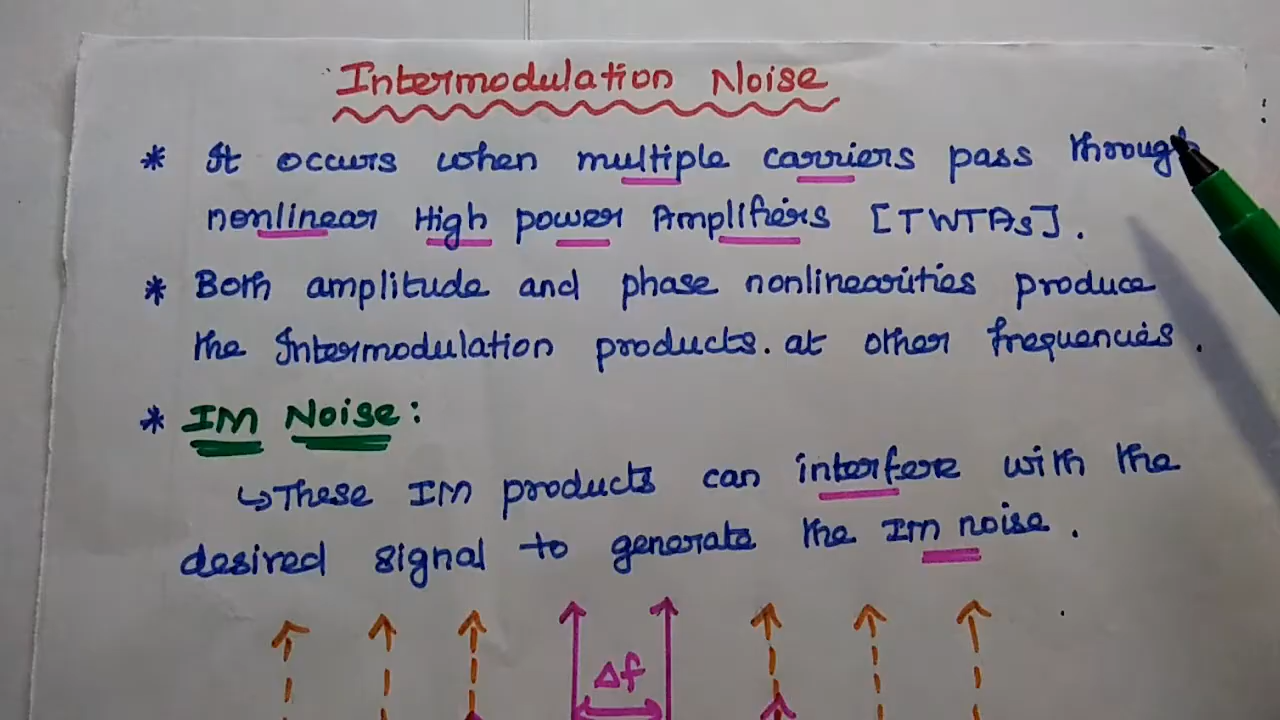 Intermodulation Noise
* It occurs when multiple carriers pass through
nonlinear High power Amplifiers [TWTAs].
* Both amplitude and phase nonlinearities produce
the Intermodulation products. at other frequencies.
* IM Noise:
↳ These IM products can interfere with the
desired signal to generate the Im noise.
Δf